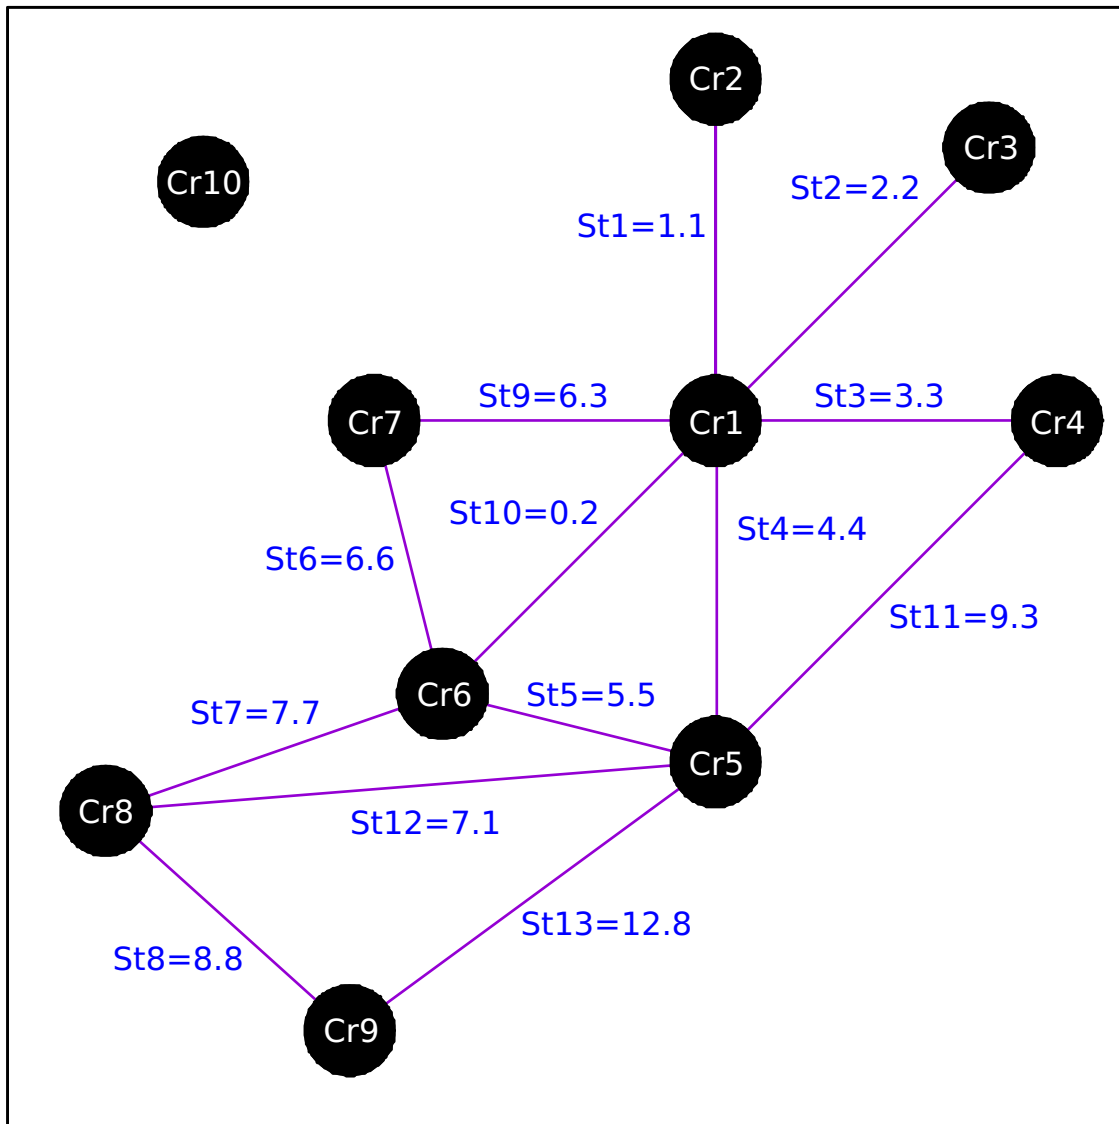 Cr2
Cr3
Cr10
St2=2.2
St1=1.1
St9=6.3
St3=3.3
Cr7
Cr1
Cr4
St10=0.2
St4=4.4
St6=6.6
St11=9.3
Cr6
St5=5.5
St7=7.7
Cr5
Cr8
St12=7.1
St13=12.8
St8=8.8
Cr9